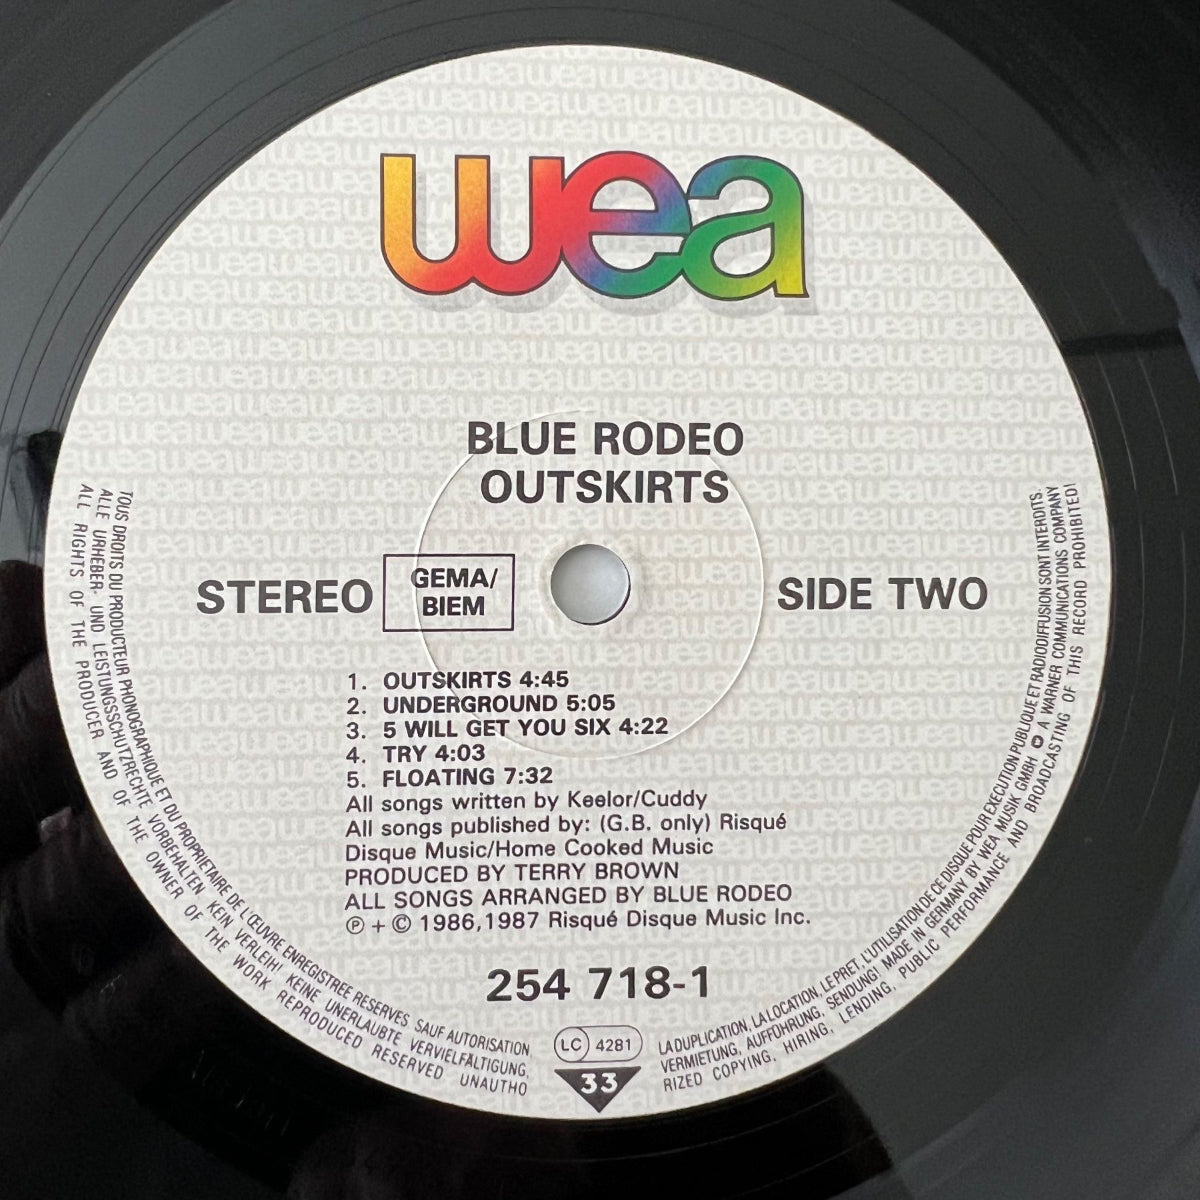 wea
BLUE RODEO
OUTSKIRTS
STEREO
GEMA/
BIEM
SIDE TWO
1. OUTSKIRTS 4:45
2. UNDERGROUND 5:05
3. 5 WILL GET YOU SIX 4:22
4. TRY 4:03
5. FLOATING 7:32
All songs written by Keelor/Cuddy
All songs published by: (G.B. only) Risqué
Disque Music/Home Cooked Music
PRODUCED BY TERRY BROWN
ALL SONGS ARRANGED BY BLUE RODEO
℗ + © 1986,1987 Risqué Disque Music Inc.
254 718-1
LC 4281
33
TOUS DROITS DU PRODUCTEUR PHONOGRAPHIQUE ET DU PROPRIETAIRE DE L'ŒUVRE ENREGISTREE RESERVES SAUF AUTORISATION LA DUPLICATION, LA LOCATION, LE PRET, L'UTILISATION DE CE DISQUE POUR EXECUTION PUBLIQUE ET RADIODIFFUSION SONT INTERDITS.
ALLE URHEBER- UND LEISTUNGSSCHUTZRECHTE VORBEHALTEN KEIN VERLEIH! KEINE UNERLAUBTE VERVIELFÄLTIGUNG, VERMIETUNG, AUFFÜHRUNG, SENDUNG! MADE IN GERMANY BY WEA MUSIK GMBH A WARNER COMMUNICATIONS COMPANY
ALL RIGHTS OF THE PRODUCER AND OF THE OWNER OF THE WORK REPRODUCED RESERVED UNAUTHORIZED COPYING, HIRING, LENDING, PUBLIC PERFORMANCE AND BROADCASTING OF THIS RECORD PROHIBITED!